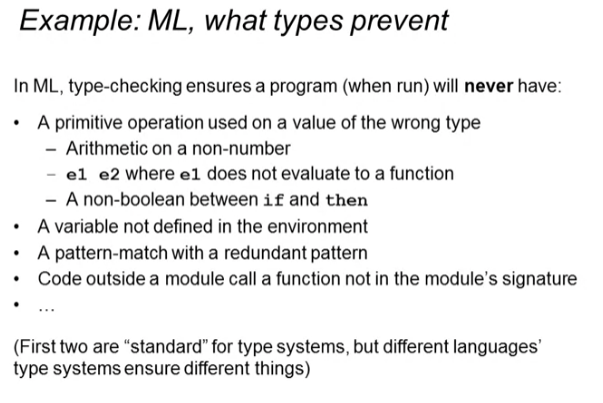 Example: ML, what types prevent
In ML, type-checking ensures a program (when run) will never have:
• A primitive operation used on a value of the wrong type
– Arithmetic on a non-number
– e1 e2 where e1 does not evaluate to a function
– A non-boolean between if and then
• A variable not defined in the environment
• A pattern-match with a redundant pattern
• Code outside a module call a function not in the module's signature
• …
(First two are “standard” for type systems, but different languages'
type systems ensure different things)